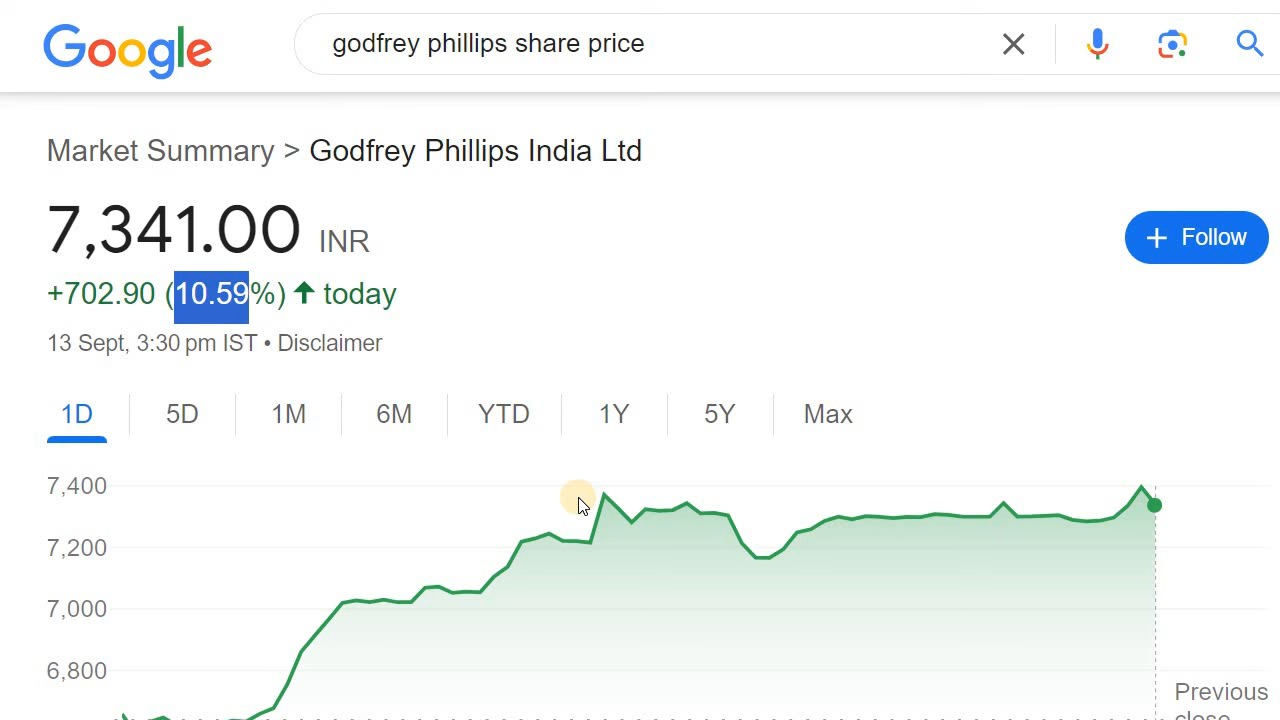 Google
godfrey phillips share price
Market Summary > Godfrey Phillips India Ltd
7,341.00 INR
+ Follow
+702.90 (10.59%) ↑ today
13 Sept, 3:30 pm IST • Disclaimer
1D 5D 1M 6M YTD 1Y 5Y Max
7,400
7,200
7,000
6,800
Previous
close